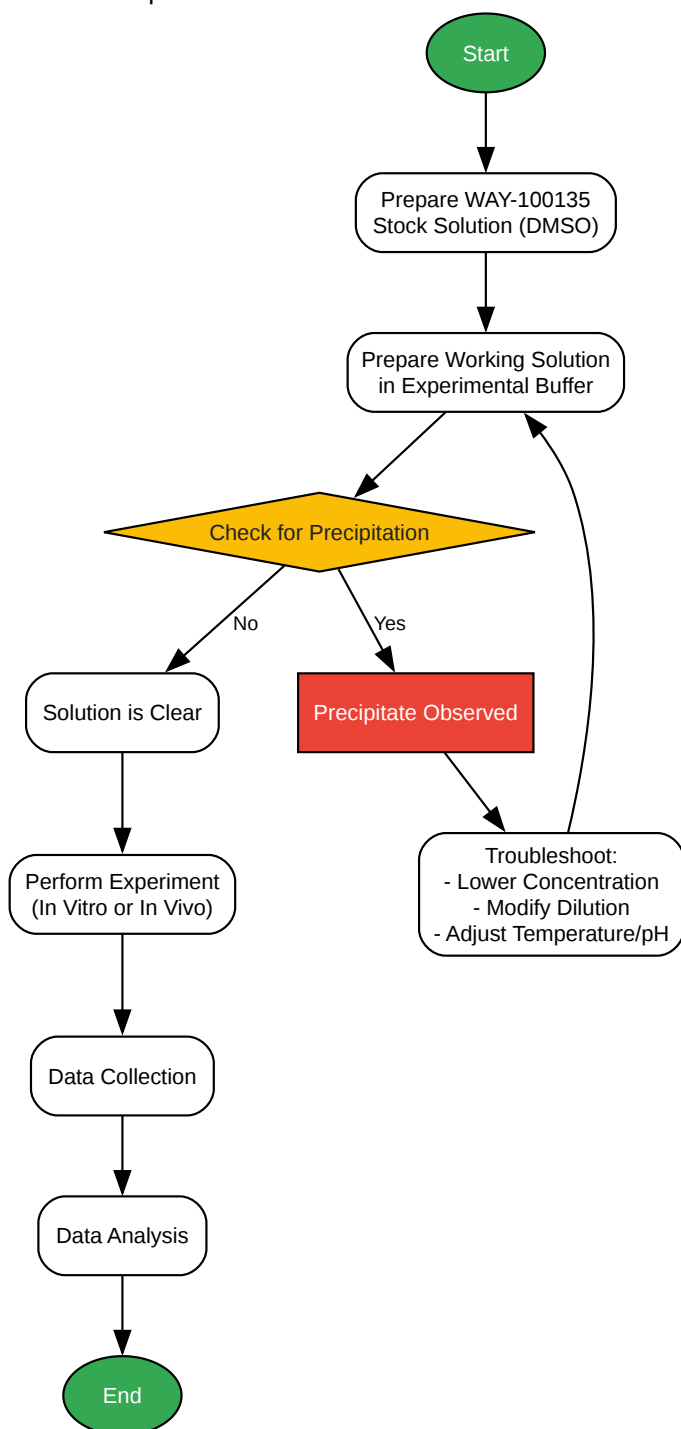 Start
Prepare WAY-100135
Stock Solution (DMSO)
Prepare Working Solution
in Experimental Buffer
Check for Precipitation
No
Yes
Solution is Clear
Precipitate Observed
Perform Experiment
(In Vitro or In Vivo)
Troubleshoot:
- Lower Concentration
- Modify Dilution
- Adjust Temperature/pH
Data Collection
Data Analysis
End